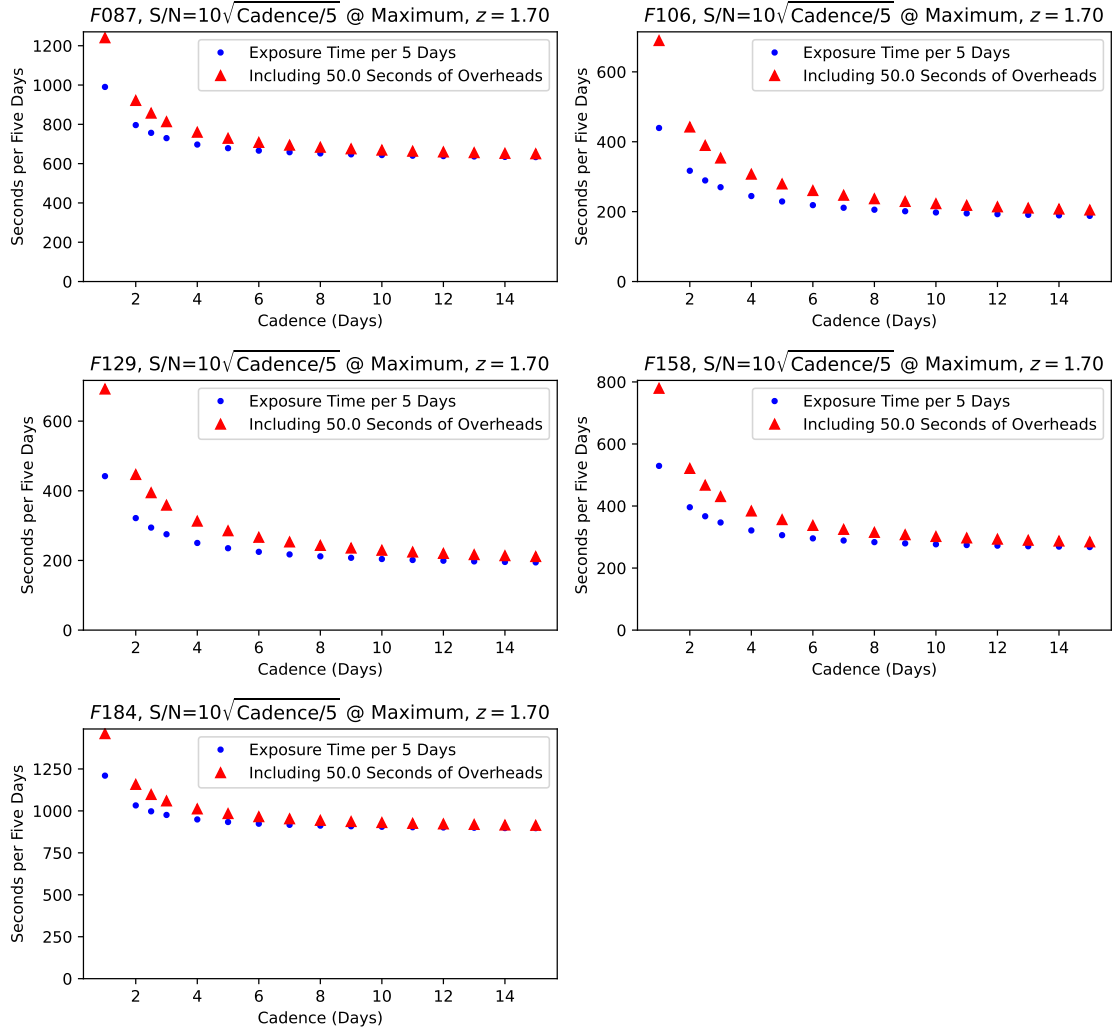 F087, S/N=10√Cadence/5 @ Maximum, z = 1.70
Exposure Time per 5 Days
Including 50.0 Seconds of Overheads
Seconds per Five Days
1200
1000
800
600
400
200
0
2 4 6 8 10 12 14
Cadence (Days)
F106, S/N=10√Cadence/5 @ Maximum, z = 1.70
Exposure Time per 5 Days
Including 50.0 Seconds of Overheads
Seconds per Five Days
600
400
200
0
2 4 6 8 10 12 14
Cadence (Days)
F129, S/N=10√Cadence/5 @ Maximum, z = 1.70
Exposure Time per 5 Days
Including 50.0 Seconds of Overheads
Seconds per Five Days
600
400
200
0
2 4 6 8 10 12 14
Cadence (Days)
F158, S/N=10√Cadence/5 @ Maximum, z = 1.70
Exposure Time per 5 Days
Including 50.0 Seconds of Overheads
Seconds per Five Days
800
600
400
200
0
2 4 6 8 10 12 14
Cadence (Days)
F184, S/N=10√Cadence/5 @ Maximum, z = 1.70
Exposure Time per 5 Days
Including 50.0 Seconds of Overheads
Seconds per Five Days
1250
1000
750
500
250
0
2 4 6 8 10 12 14
Cadence (Days)